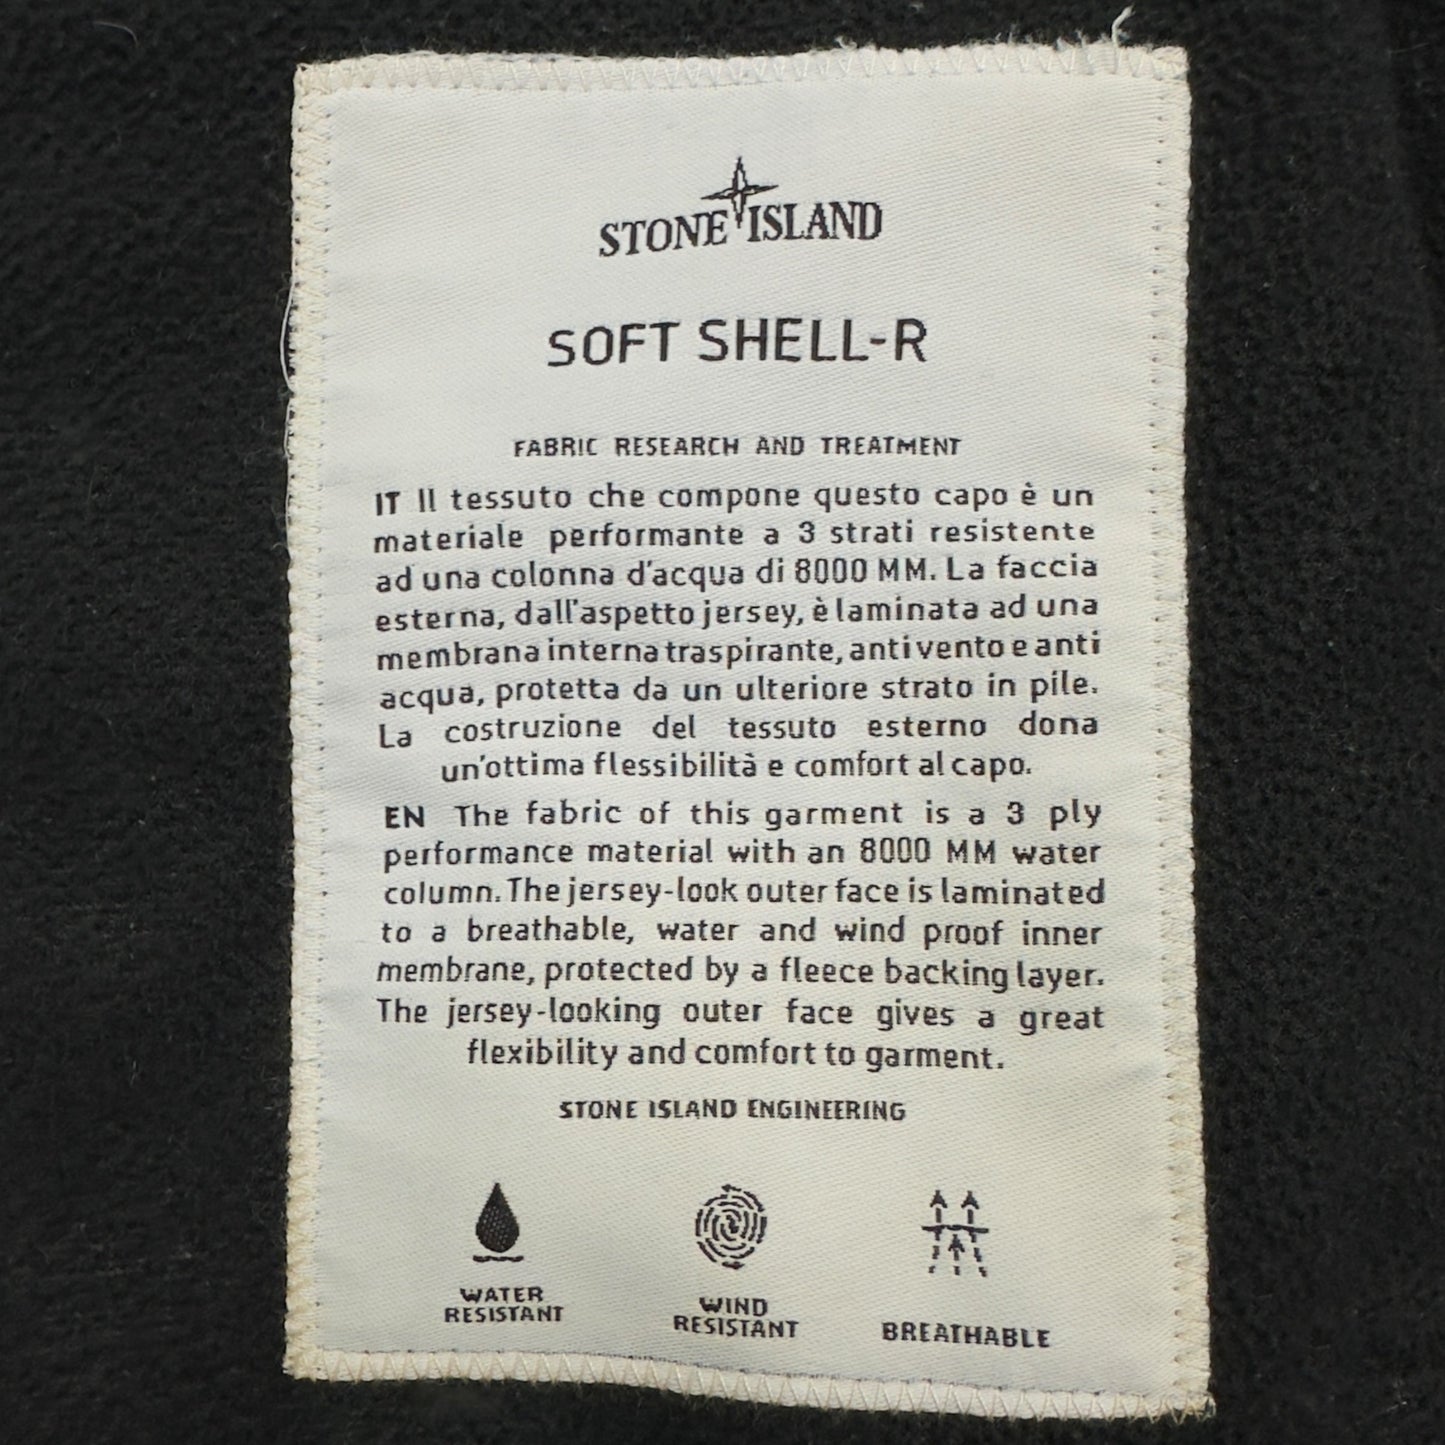 STONE ISLAND
SOFT SHELL-R
FABRIC RESEARCH AND TREATMENT
IT Il tessuto che compone questo capo è un
materiale performante a 3 strati resistente
ad una colonna d'acqua di 8000 MM. La faccia
esterna, dall'aspetto jersey, è laminata ad una
membrana interna traspirante, antivento e anti
acqua, protetta da un ulteriore strato in pile.
La costruzione del tessuto esterno dona
un'ottima flessibilità e comfort al capo.
EN The fabric of this garment is a 3 ply
performance material with an 8000 MM water
column. The jersey-look outer face is laminated
to a breathable, water and wind proof inner
membrane, protected by a fleece backing layer.
The jersey-looking outer face gives a great
flexibility and comfort to garment.
STONE ISLAND ENGINEERING
WATER
RESISTANT
WIND
RESISTANT
BREATHABLE